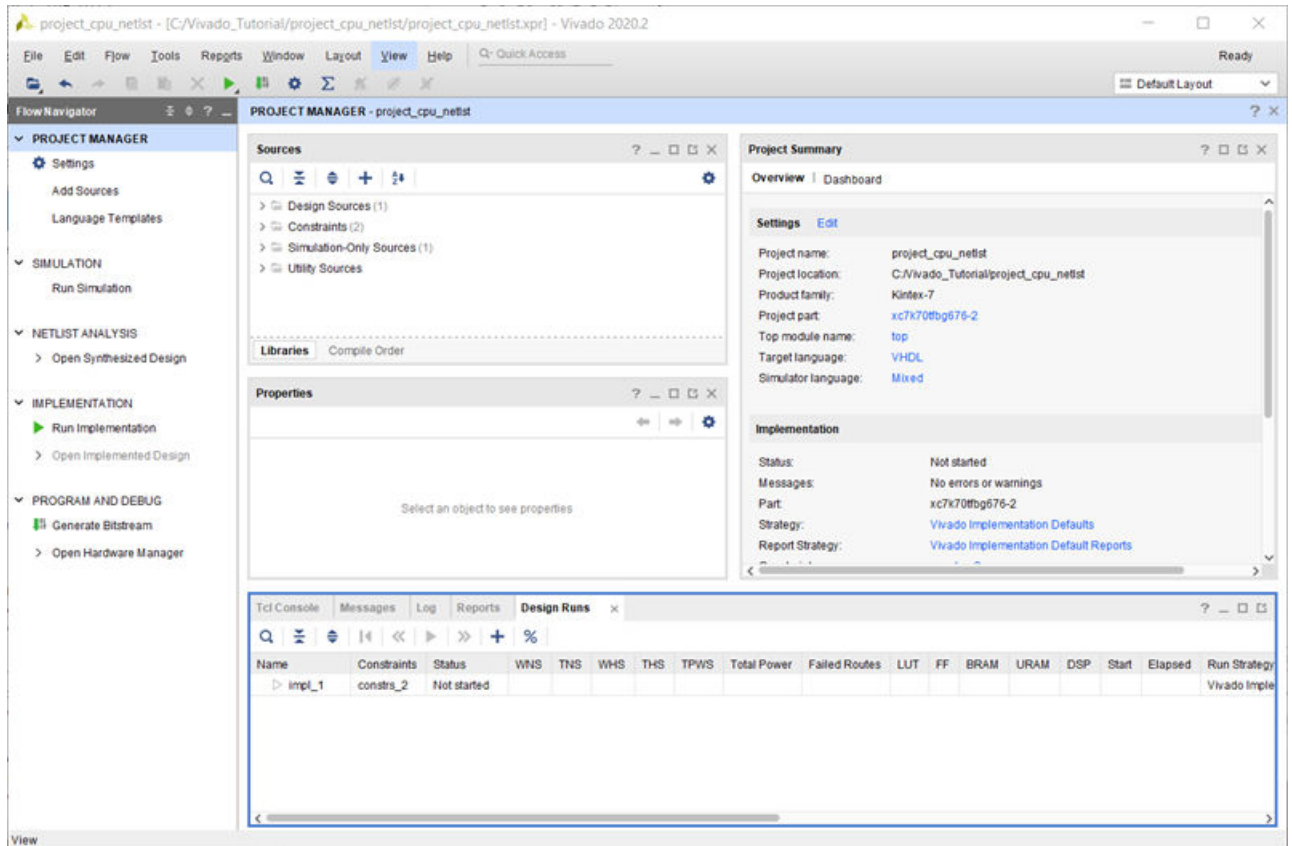 project_cpu_netlist - [C:/Vivado_Tutorial/project_cpu_netlist/project_cpu_netlist.xpr] - Vivado 2020.2
File Edit Flow Tools Reports Window Layout View Help Q- Quick Access Ready
Default Layout
Flow Navigator
PROJECT MANAGER
Settings
Add Sources
Language Templates
SIMULATION
Run Simulation
NETLIST ANALYSIS
Open Synthesized Design
IMPLEMENTATION
Run Implementation
Open Implemented Design
PROGRAM AND DEBUG
Generate Bitstream
Open Hardware Manager
PROJECT MANAGER - project_cpu_netlist
Sources
Design Sources (1)
Constraints (2)
Simulation-Only Sources (1)
Utility Sources
Libraries Compile Order
Properties
Select an object to see properties
Project Summary
Overview | Dashboard
Settings Edit
Project name: project_cpu_netlist
Project location: C:/Vivado_Tutorial/project_cpu_netlist
Product family: Kintex-7
Project part: xc7k70tfbg676-2
Top module name: top
Target language: VHDL
Simulator language: Mixed
Implementation
Status: Not started
Messages: No errors or warnings
Part: xc7k70tfbg676-2
Strategy: Vivado Implementation Defaults
Report Strategy: Vivado Implementation Default Reports
Tcl Console Messages Log Reports Design Runs
Name Constraints Status WNS TNS WHS THS TPWS Total Power Failed Routes LUT FF BRAM URAM DSP Start Elapsed Run Strategy
impl_1 constrs_2 Not started Vivado Imple
View